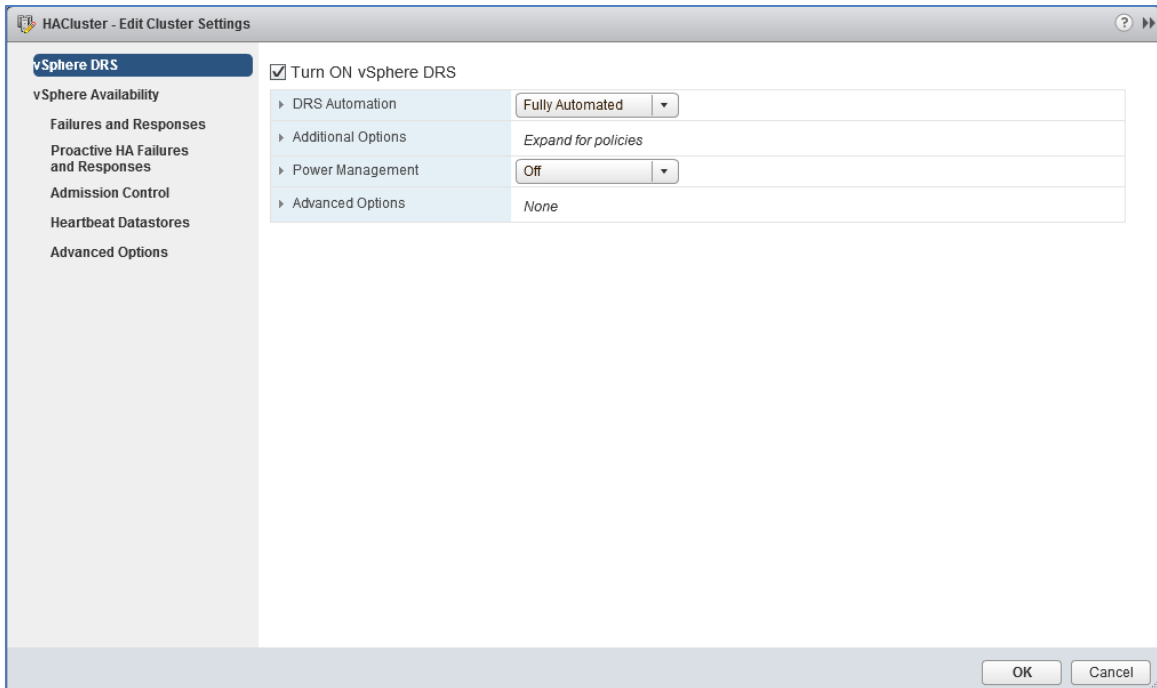 HACluster - Edit Cluster Settings
?
vSphere DRS
vSphere Availability
Failures and Responses
Proactive HA Failures
and Responses
Admission Control
Heartbeat Datastores
Advanced Options
Turn ON vSphere DRS
DRS Automation Fully Automated
Additional Options Expand for policies
Power Management Off
Advanced Options None
OK Cancel